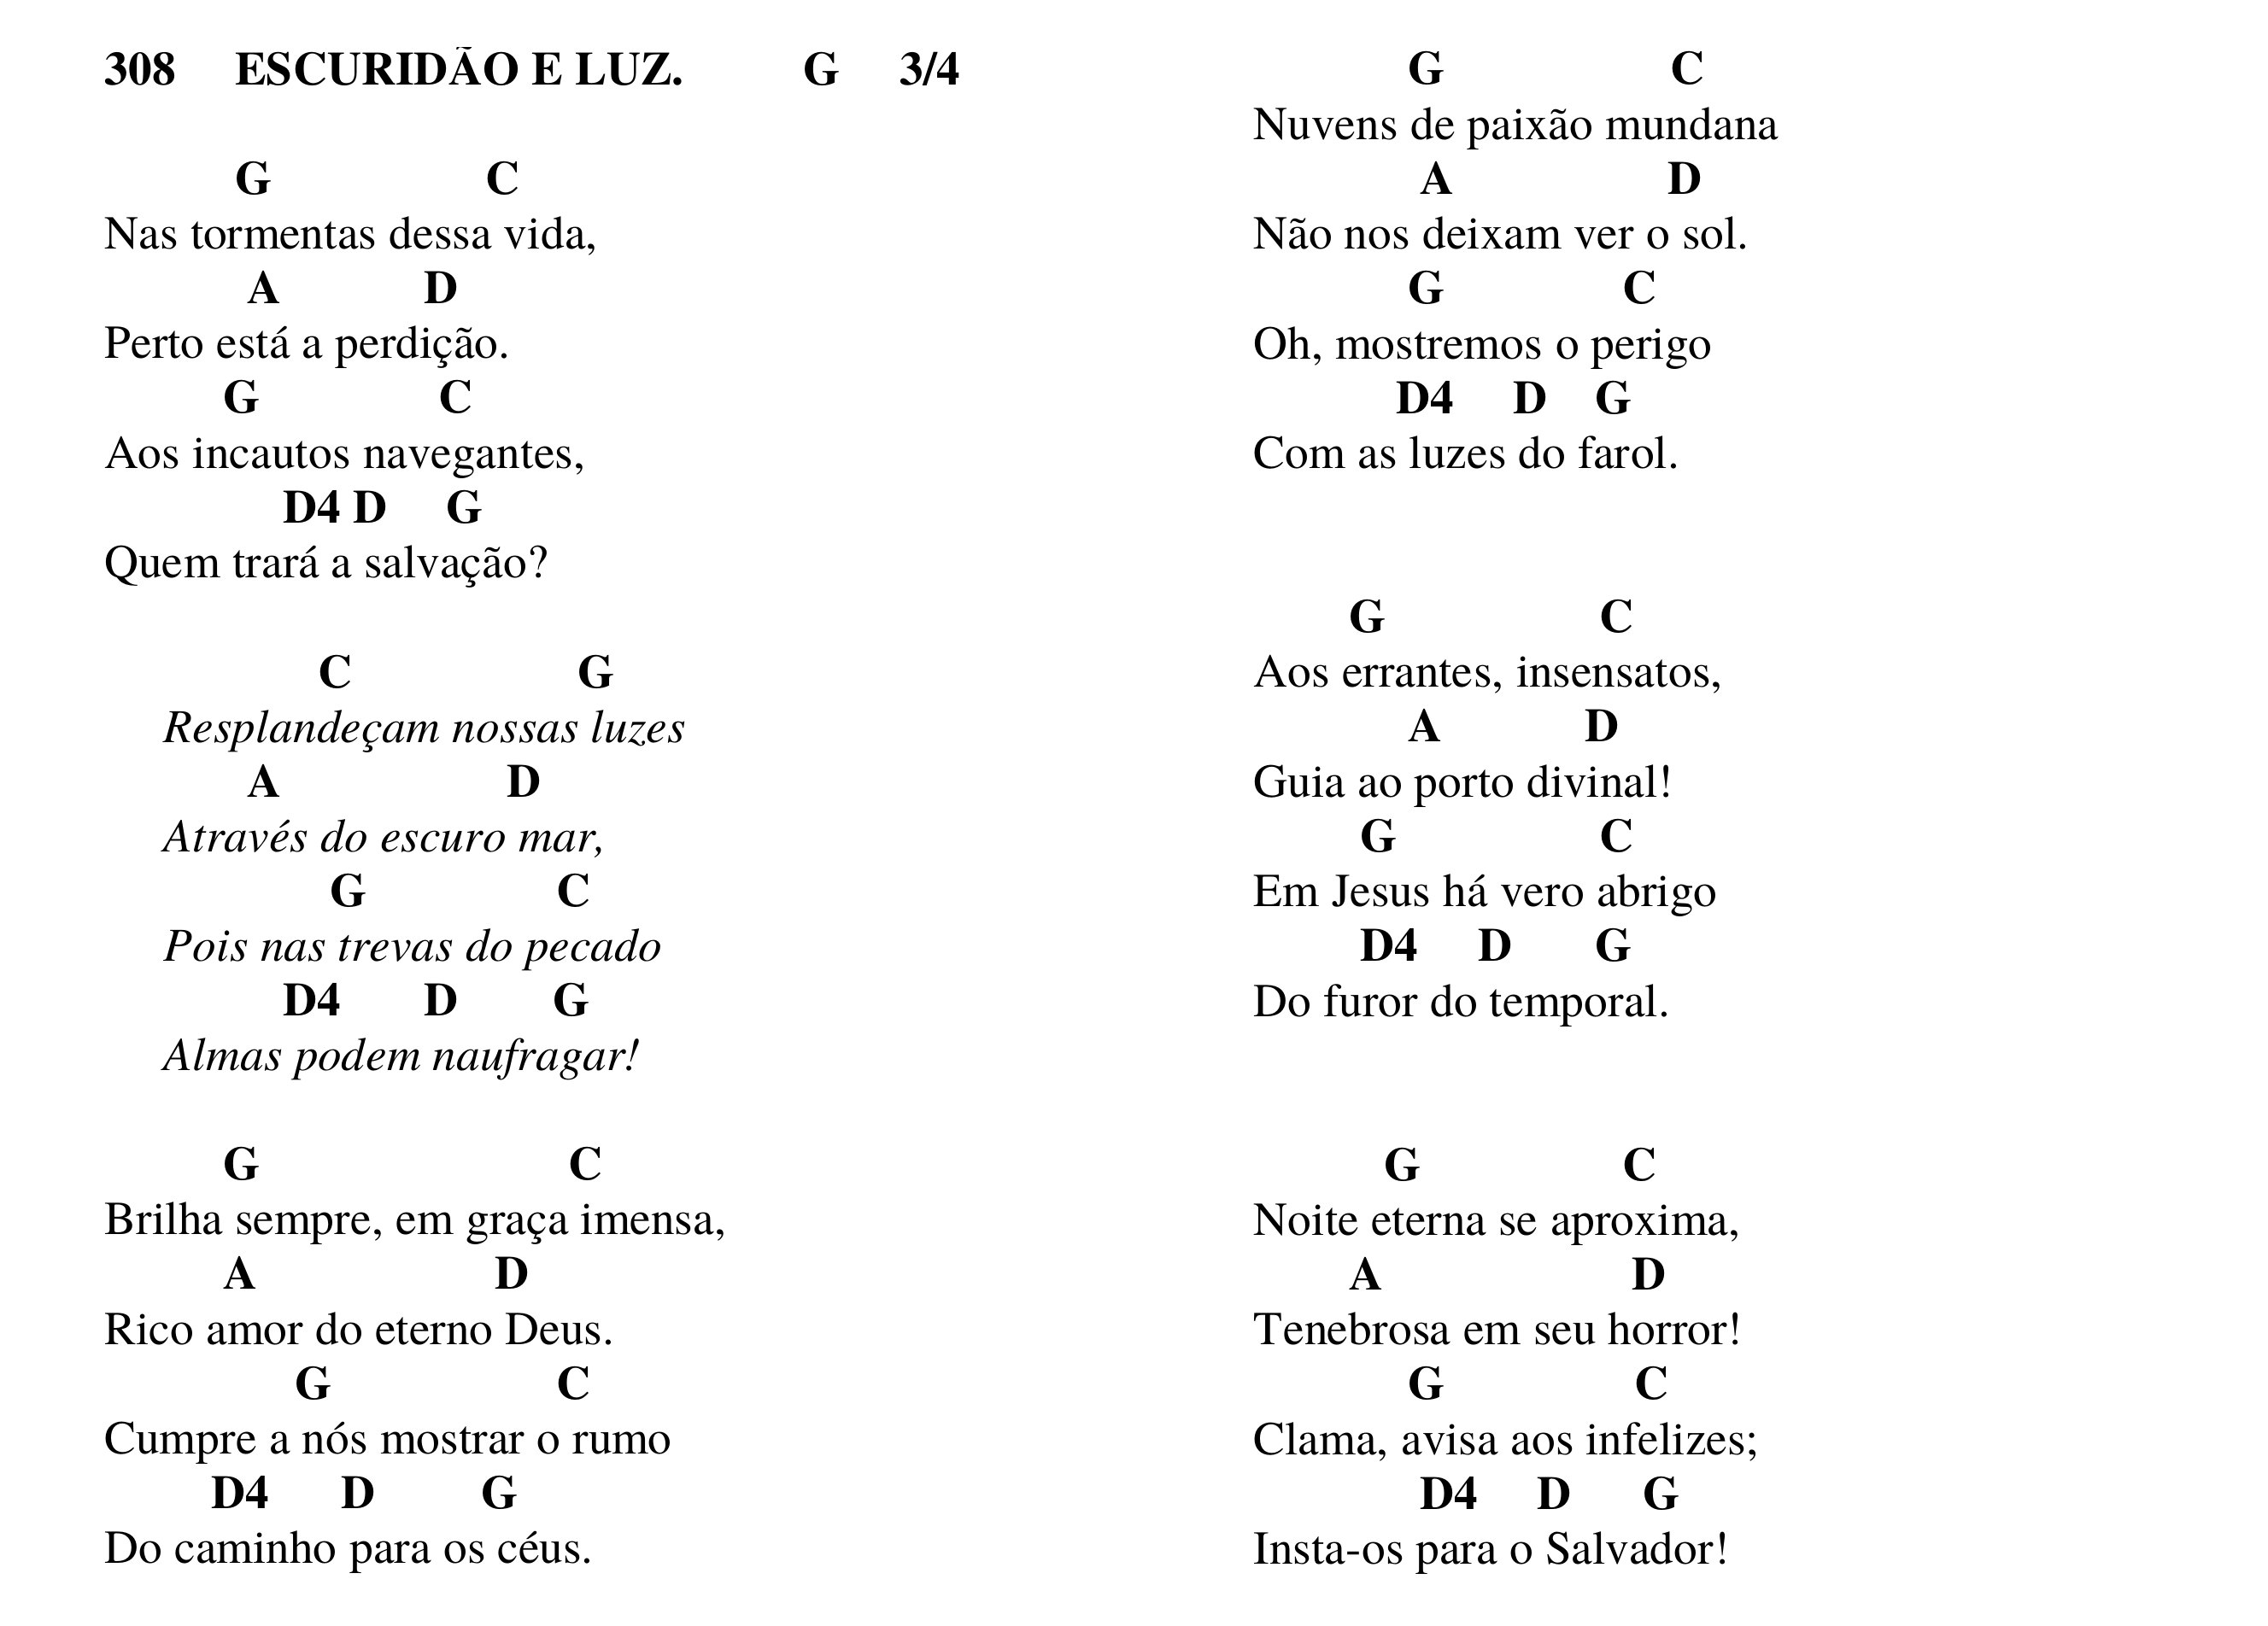 308 ESCURIDÃO E LUZ. G 3/4
G C
Nas tormentas dessa vida,
A D
Perto está a perdição.
G C
Aos incautos navegantes,
D4 D G
Quem trará a salvação?
C G
Resplandeçam nossas luzes
A D
Através do escuro mar,
G C
Pois nas trevas do pecado
D4 D G
Almas podem naufragar!
G C
Brilha sempre, em graça imensa,
A D
Rico amor do eterno Deus.
G C
Cumpre a nós mostrar o rumo
D4 D G
Do caminho para os céus.
G C
Nuvens de paixão mundana
A D
Não nos deixam ver o sol.
G C
Oh, mostremos o perigo
D4 D G
Com as luzes do farol.
G C
Aos errantes, insensatos,
A D
Guia ao porto divinal!
G C
Em Jesus há vero abrigo
D4 D G
Do furor do temporal.
G C
Noite eterna se aproxima,
A D
Tenebrosa em seu horror!
G C
Clama, avisa aos infelizes;
D4 D G
Insta-os para o Salvador!